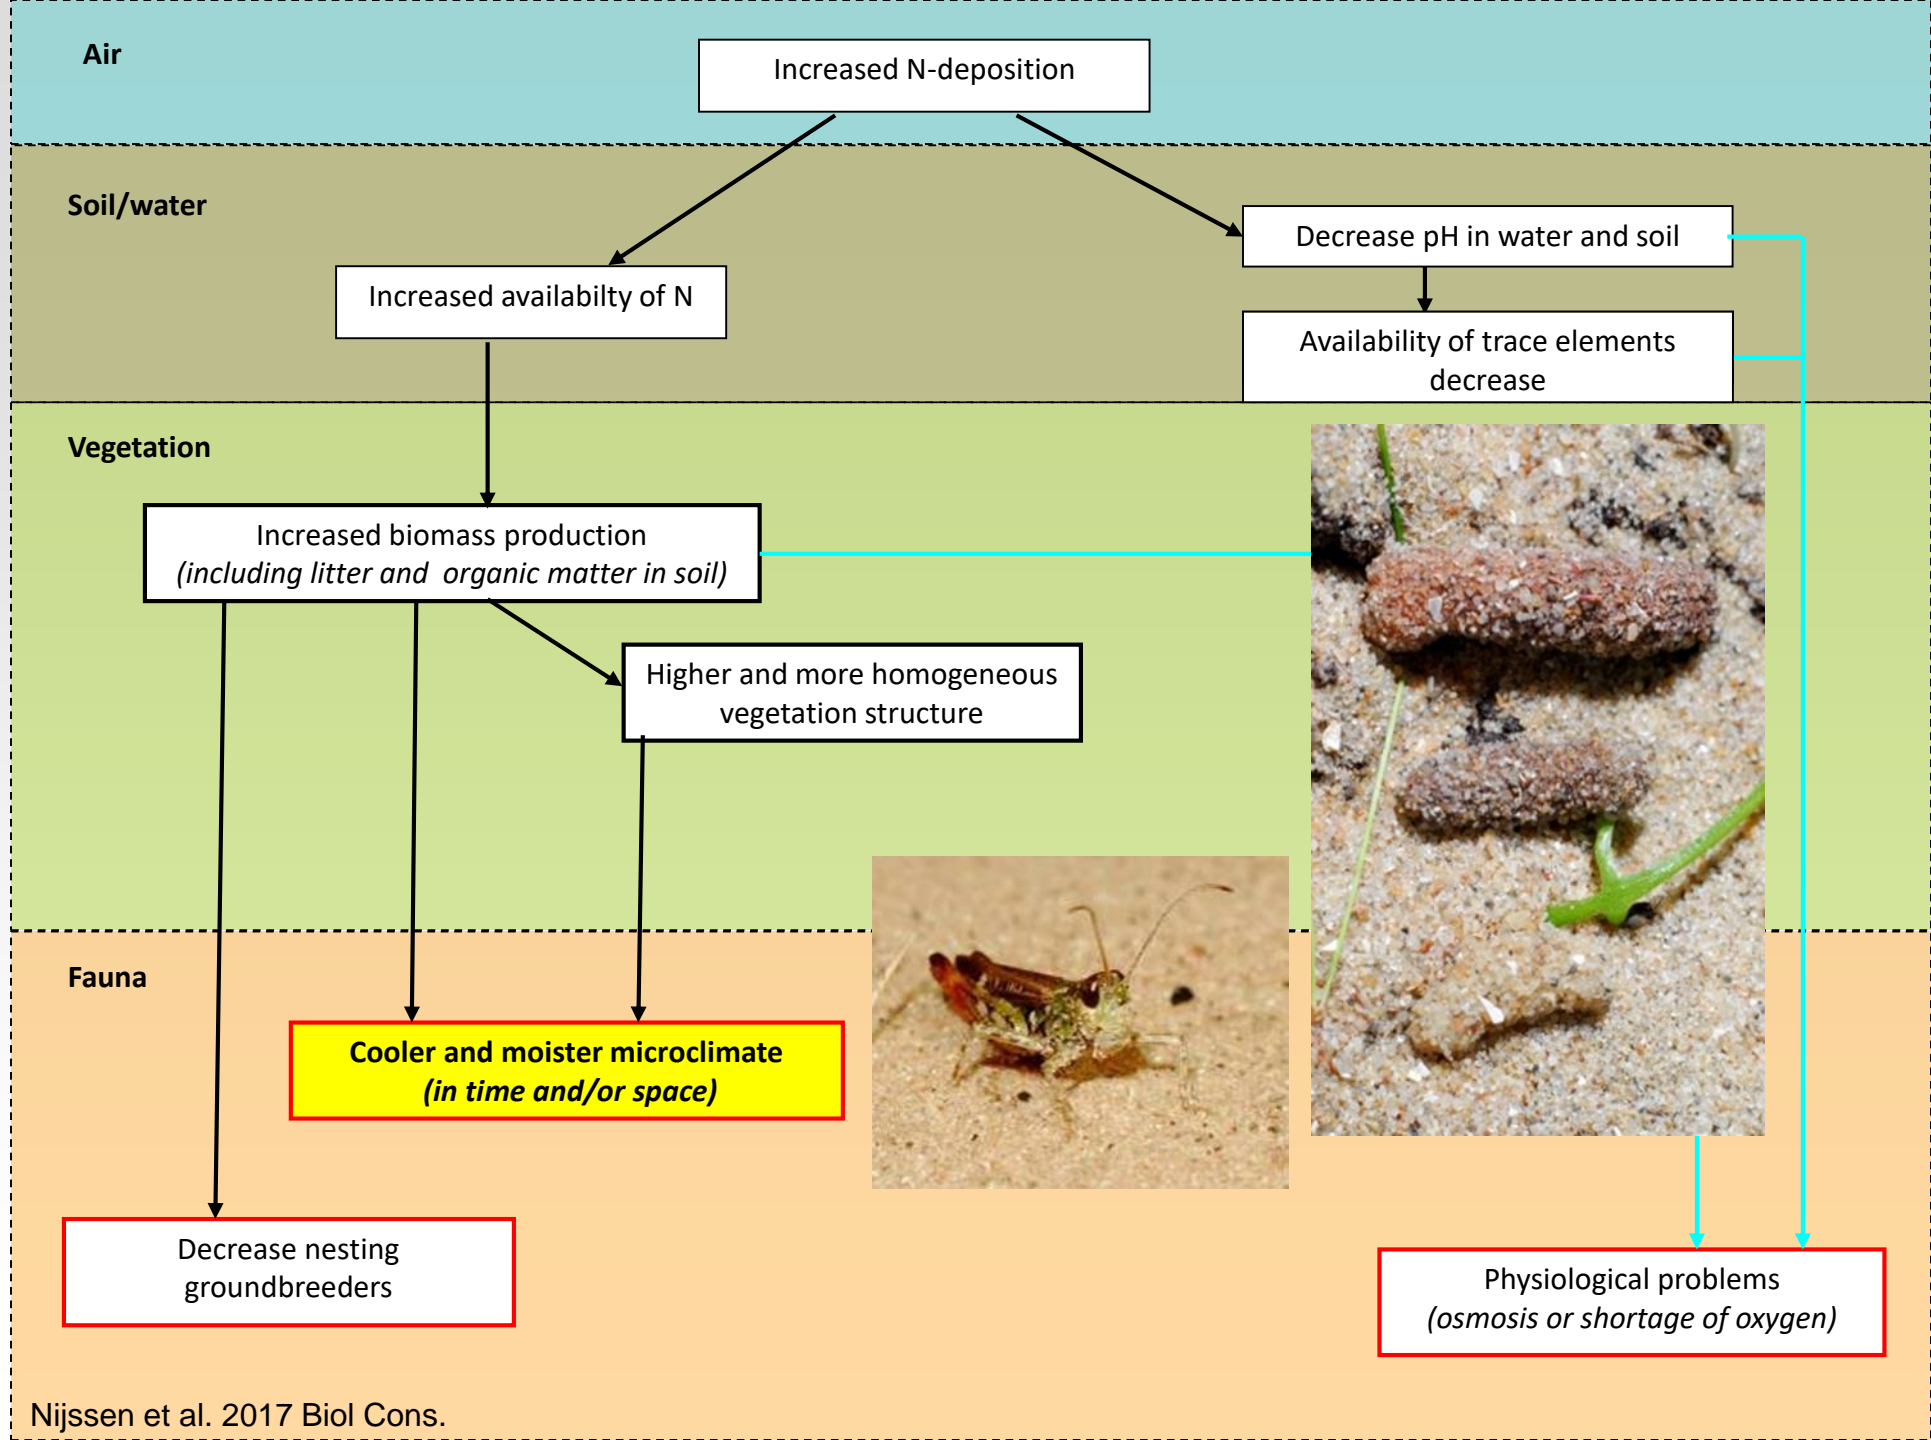 Air
Increased N-deposition
Soil/water
Decrease pH in water and soil
Increased availabilty of N
Availability of trace elements
decrease
Vegetation
Increased biomass production
(including litter and organic matter in soil)
Higher and more homogeneous
vegetation structure
Fauna
Cooler and moister microclimate
(in time and/or space)
Decrease nesting
groundbreeders
Physiological problems
(osmosis or shortage of oxygen)
Nijssen et al. 2017 Biol Cons.